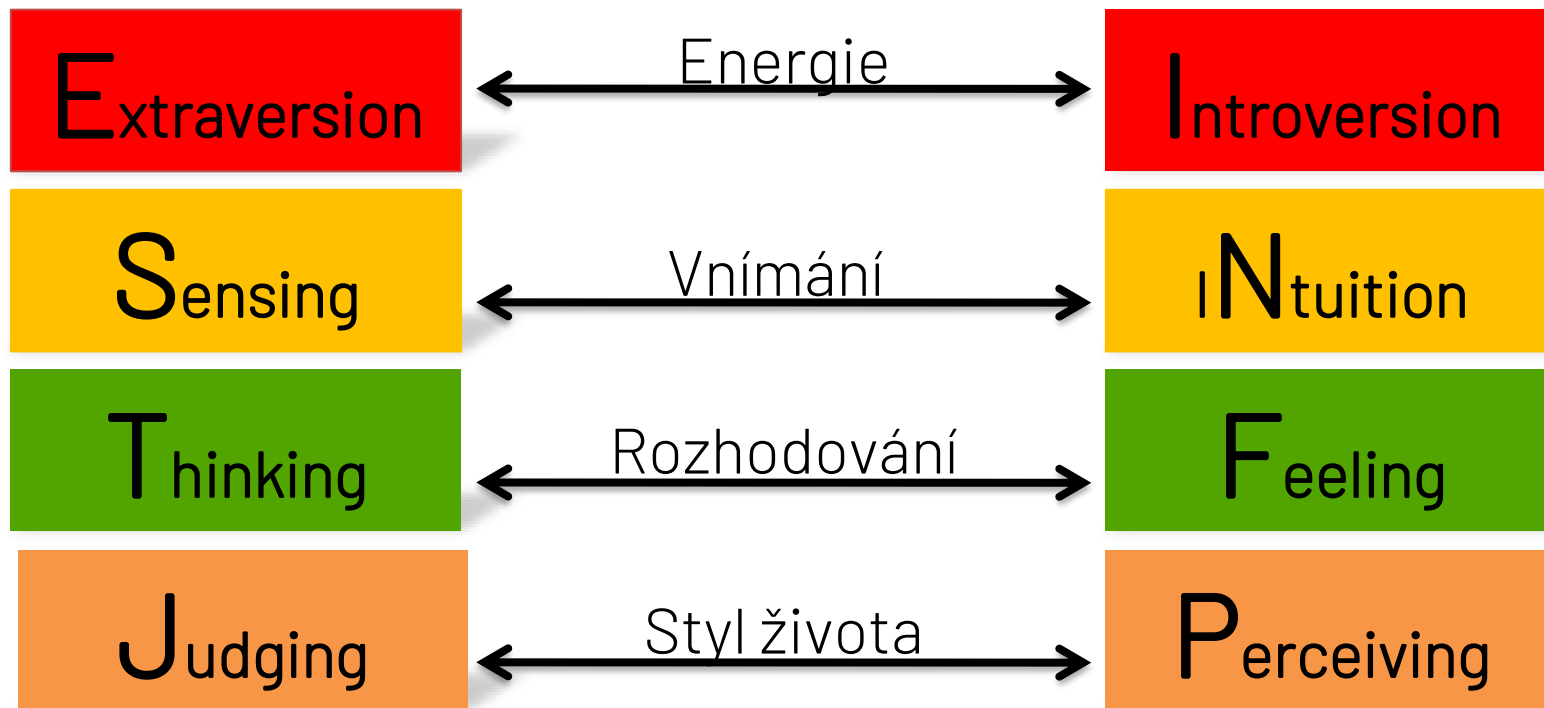 Extraversion Energie Introversion
Sensing Vnímání INtuition
Thinking Rozhodování Feeling
Judging Styl života Perceiving